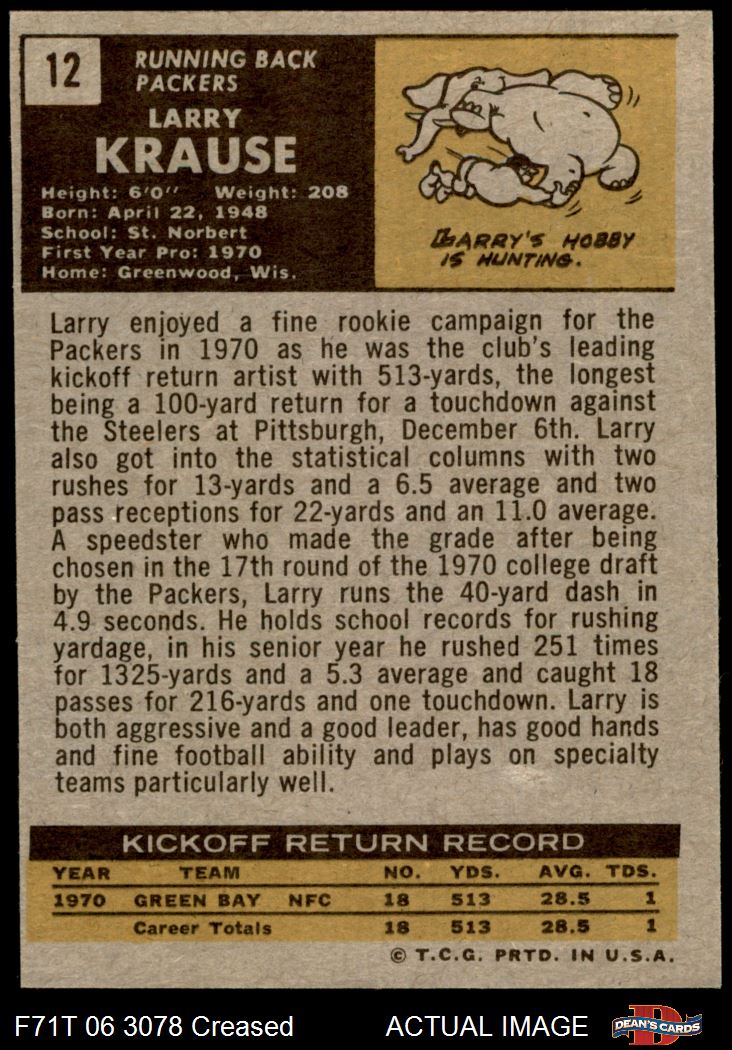 12
RUNNING BACK
PACKERS
LARRY
KRAUSE
Height: 6'0'' Weight: 208
Born: April 22, 1948
School: St. Norbert
First Year Pro: 1970
Home: Greenwood, Wis.
LARRY'S HOBBY
IS HUNTING.
Larry enjoyed a fine rookie campaign for the
Packers in 1970 as he was the club's leading
kickoff return artist with 513-yards, the longest
being a 100-yard return for a touchdown against
the Steelers at Pittsburgh, December 6th. Larry
also got into the statistical columns with two
rushes for 13-yards and a 6.5 average and two
pass receptions for 22-yards and an 11.0 average.
A speedster who made the grade after being
chosen in the 17th round of the 1970 college draft
by the Packers, Larry runs the 40-yard dash in
4.9 seconds. He holds school records for rushing
yardage, in his senior year he rushed 251 times
for 1325-yards and a 5.3 average and caught 18
passes for 216-yards and one touchdown. Larry is
both aggressive and a good leader, has good hands
and fine football ability and plays on specialty
teams particularly well.
KICKOFF RETURN RECORD
YEAR TEAM NO. YDS. AVG. TDS.
1970 GREEN BAY NFC 18 513 28.5 1
Career Totals 18 513 28.5 1
© T.C.G. PRTD. IN U.S.A.
F71T 06 3078 Creased ACTUAL IMAGE
D
DEAN'S CARDS